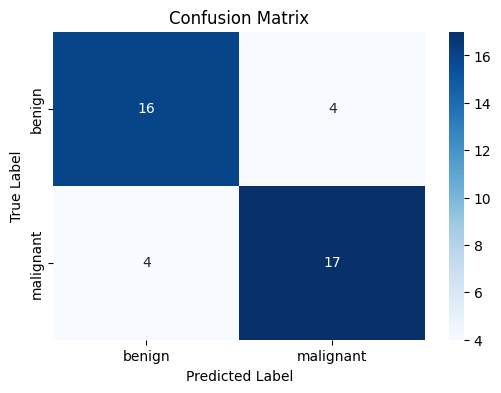 Confusion Matrix
True Label
benign
malignant
16
4
4
17
benign
malignant
Predicted Label
16
14
12
10
8
6
4